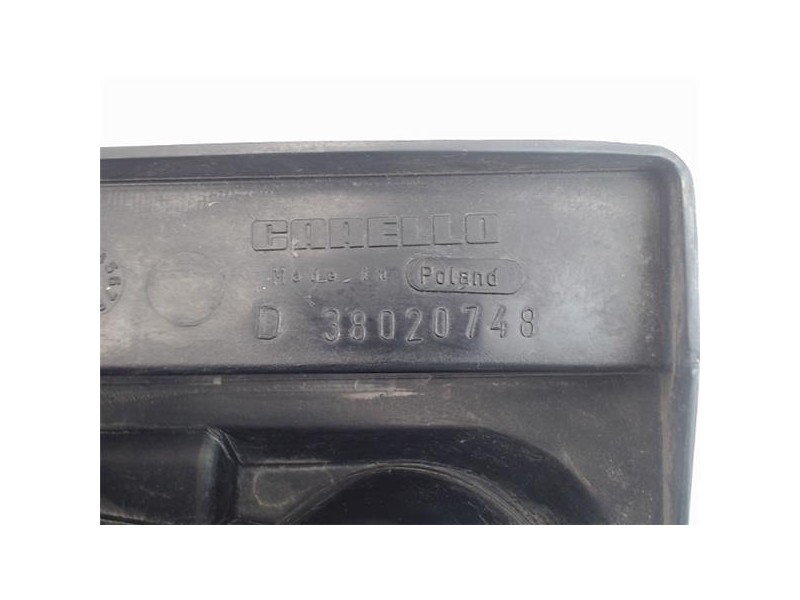 CARELLO
Made in Poland
D 38020748